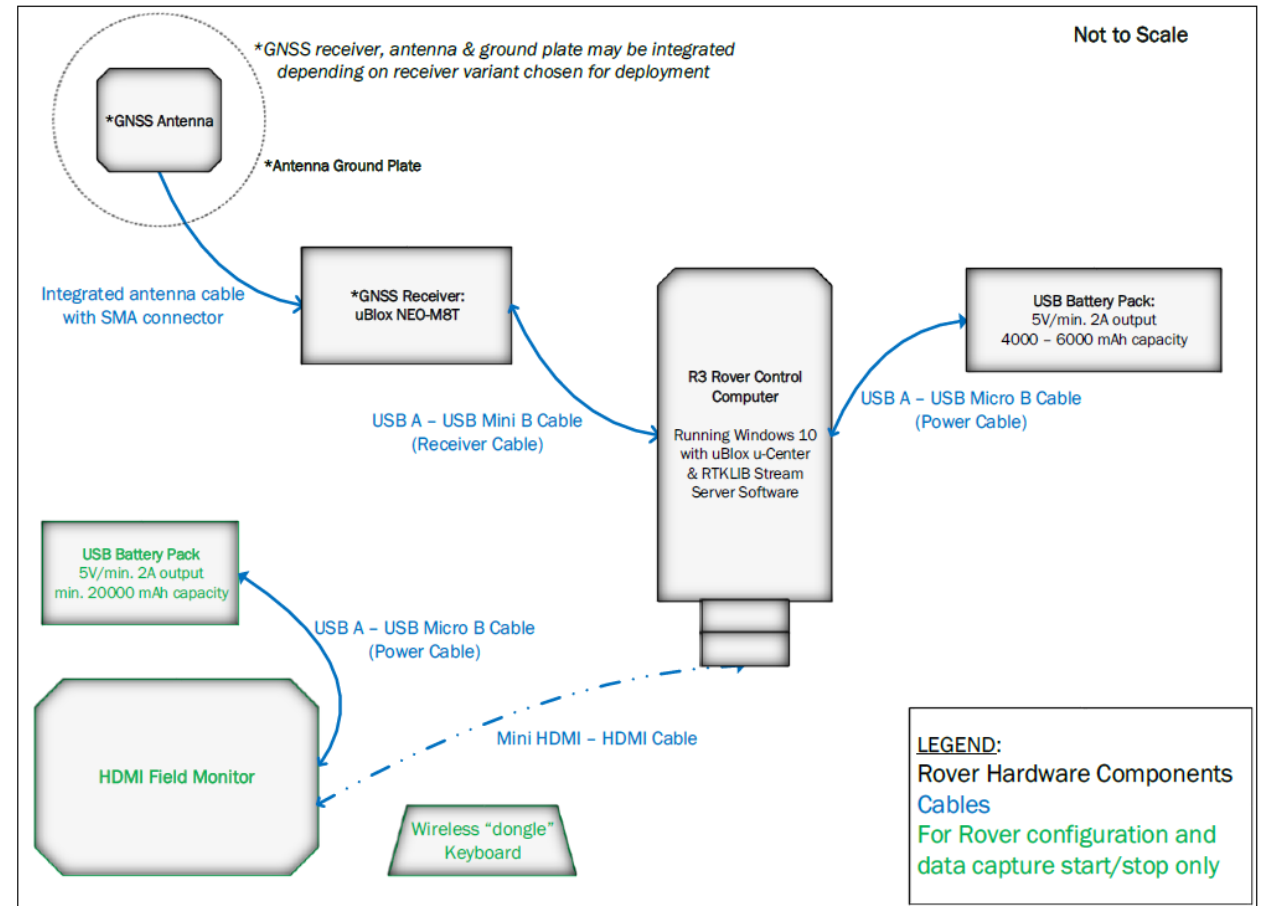 *GNSS receiver, antenna & ground plate may be integrated
depending on receiver variant chosen for deployment
Not to Scale
*GNSS Antenna
*Antenna Ground Plate
Integrated antenna cable
with SMA connector
*GNSS Receiver:
uBlox NEO-M8T
USB A – USB Mini B Cable
(Receiver Cable)
R3 Rover Control
Computer
Running Windows 10
with uBlox u-Center
& RTKLIB Stream
Server Software
USB Battery Pack:
5V/min. 2A output
4000 – 6000 mAh capacity
USB A – USB Micro B Cable
(Power Cable)
USB Battery Pack
5V/min. 2A output
min. 20000 mAh capacity
USB A – USB Micro B Cable
(Power Cable)
HDMI Field Monitor
Mini HDMI – HDMI Cable
Wireless “dongle”
Keyboard
LEGEND:
Rover Hardware Components
Cables
For Rover configuration and
data capture start/stop only